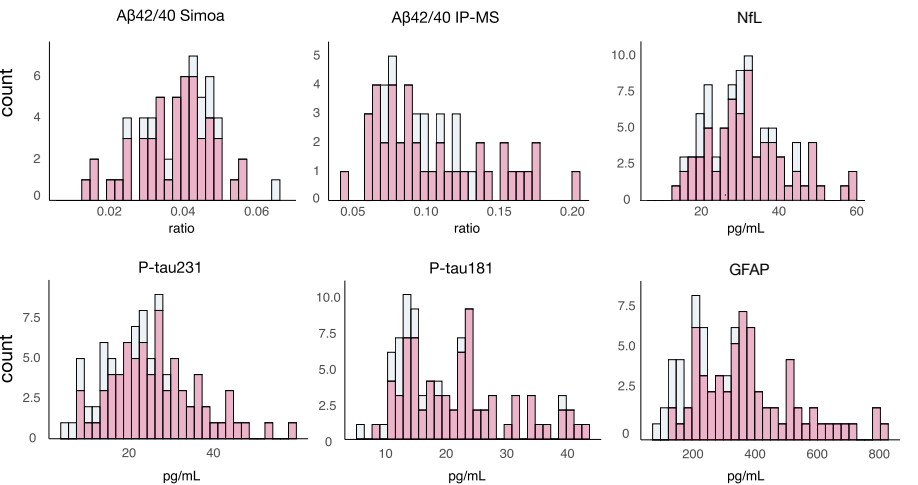 Aβ42/40 Simoa
Aβ42/40 IP-MS
NfL
count
6
4
2
0
0.02 0.04 0.06
ratio
5
4
3
2
1
0
0.05 0.10 0.15 0.20
ratio
10.0
7.5
5.0
2.5
0
20 40 60
pg/mL
P-tau231
P-tau181
GFAP
count
7.5
5.0
2.5
0
20 40
pg/mL
10.0
7.5
5.0
2.5
0
10 20 30 40
pg/mL
7.5
5.0
2.5
0
200 400 600 800
pg/mL